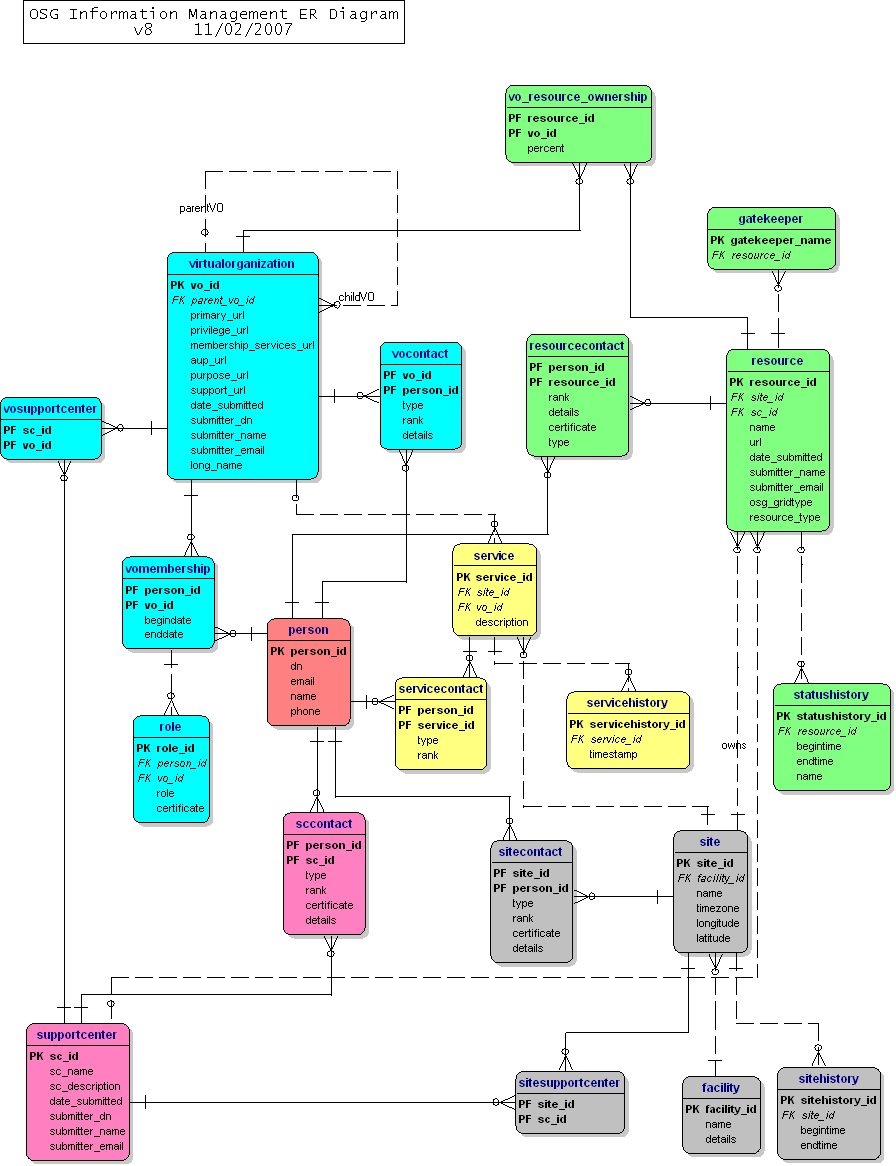 OSG Information Management ER Diagram
v8 11/02/2007
vo_resource_ownership
PF resource_id
PF vo_id
percent
parentVO
childVO
gatekeeper
PK gatekeeper_name
FK resource_id
virtualorganization
PK vo_id
FK parent_vo_id
primary_url
privilege_url
membership_services_url
aup_url
purpose_url
support_url
date_submitted
submitter_dn
submitter_name
submitter_email
long_name
vocontact
PF vo_id
PF person_id
type
rank
details
resourcecontact
PF person_id
PF resource_id
rank
details
certificate
type
resource
PK resource_id
FK site_id
FK sc_id
name
url
date_submitted
submitter_name
submitter_email
osg_gridtype
resource_type
vosupportcenter
PF sc_id
PF vo_id
service
PK service_id
FK site_id
FK vo_id
description
vomembership
PF person_id
PF vo_id
begindate
enddate
person
PK person_id
dn
email
name
phone
servicecontact
PF person_id
PF service_id
type
rank
servicehistory
PK servicehistory_id
FK service_id
timestamp
statushistory
PK statushistory_id
FK resource_id
begintime
endtime
name
role
PK role_id
FK person_id
FK vo_id
role
certificate
owns
sccontact
PF person_id
PF sc_id
type
rank
certificate
details
sitecontact
PF site_id
PF person_id
type
rank
certificate
details
site
PK site_id
FK facility_id
name
timezone
longitude
latitude
supportcenter
PK sc_id
sc_name
sc_description
date_submitted
submitter_dn
submitter_name
submitter_email
sitesupportcenter
PF site_id
PF sc_id
facility
PK facility_id
name
details
sitehistory
PK sitehistory_id
FK site_id
begintime
endtime